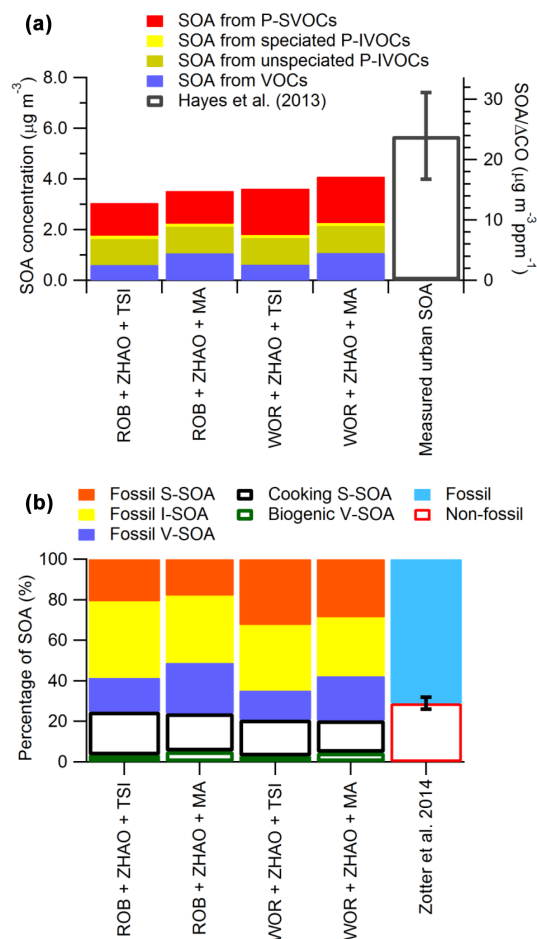 (a)
SOA from P-SVOCs
SOA from speciated P-IVOCs
SOA from unspeciated P-IVOCs
SOA from VOCs
Hayes et al. (2013)
SOA concentration (µg m⁻³)
8.0
6.0
4.0
2.0
0.0
30
20
10
0
SOA/ΔCO (µg m⁻³ ppm⁻¹)
ROB + ZHAO + TSI
ROB + ZHAO + MA
WOR + ZHAO + TSI
WOR + ZHAO + MA
Measured urban SOA
(b)
Fossil S-SOA
Fossil I-SOA
Fossil V-SOA
Cooking S-SOA
Biogenic V-SOA
Fossil
Non-fossil
Percentage of SOA (%)
100
80
60
40
20
0
ROB + ZHAO + TSI
ROB + ZHAO + MA
WOR + ZHAO + TSI
WOR + ZHAO + MA
Zotter et al. 2014